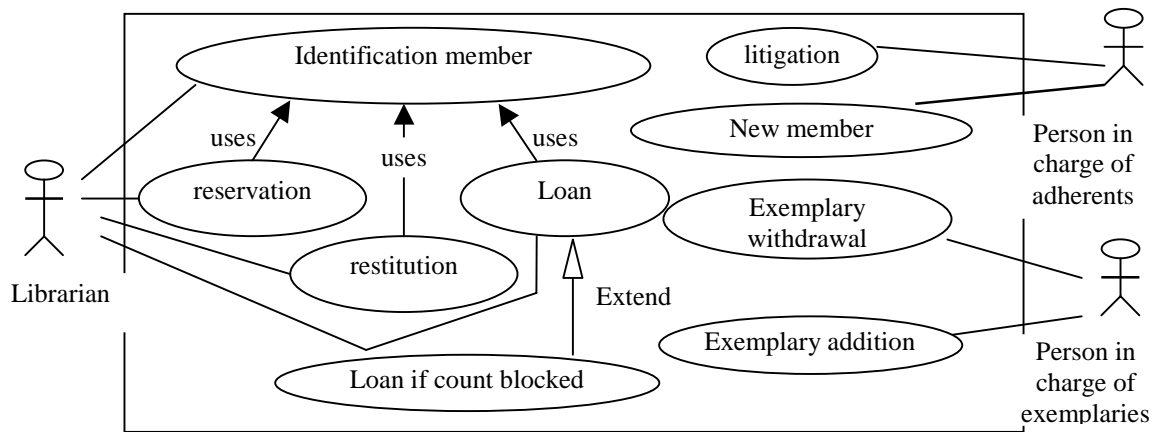 Identification member
litigation
New member
uses
uses
uses
Person in
charge of
adherents
reservation
Loan
Exemplary
withdrawal
restitution
Librarian
Extend
Exemplary addition
Loan if count blocked
Person in
charge of
exemplaries